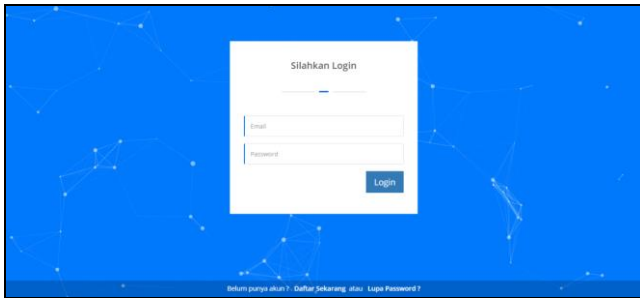 Silahkan Login
Email
Password
Login
Belum punya akun ? . Daftar Sekarang atau Lupa Password ?